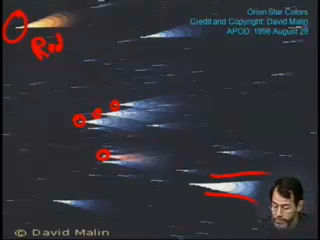 Orion Star Colors
Credit and Copyright: David Malin
APOD: 1998 August 29
© David Malin